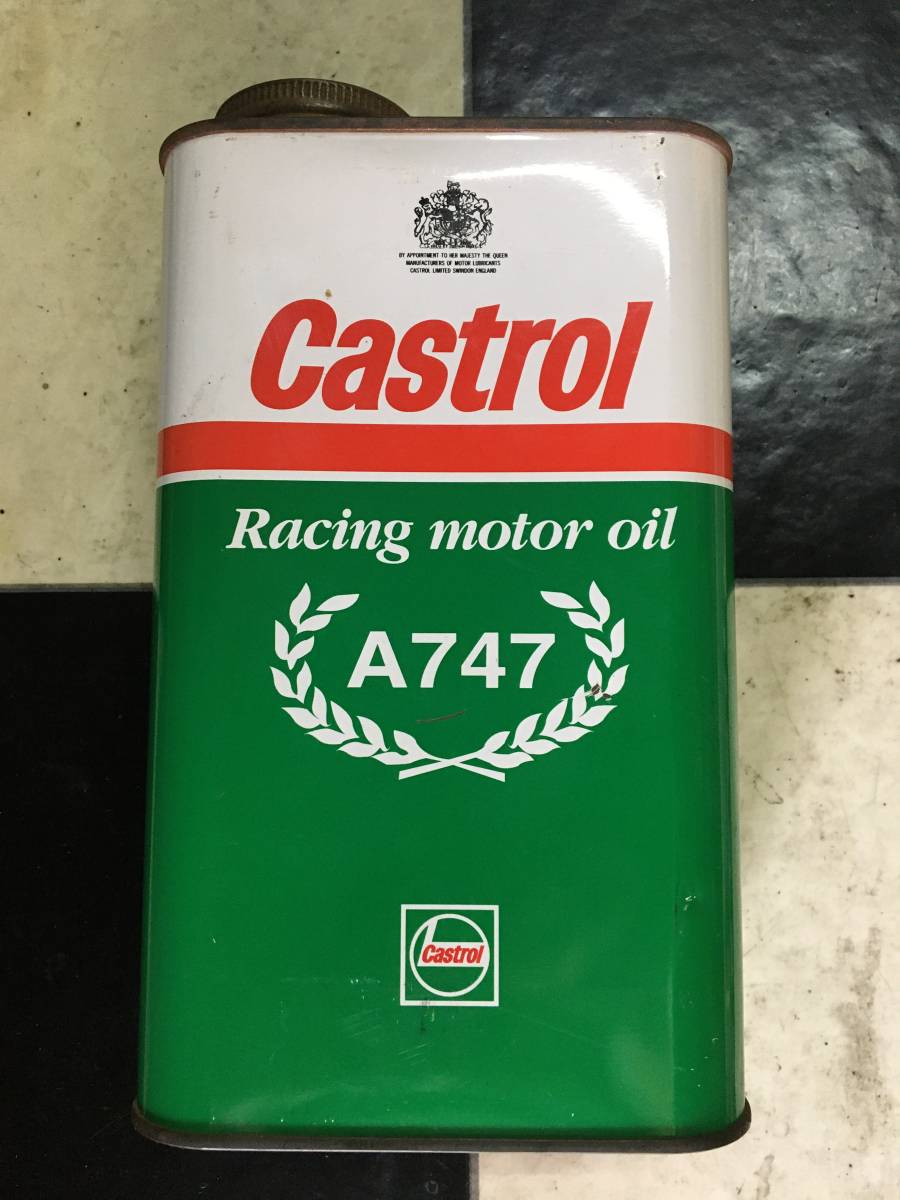 BY APPOINTMENT TO HER MAJESTY THE QUEEN
MANUFACTURERS OF MOTOR LUBRICANTS
CASTROL LIMITED SWINDON ENGLAND
Castrol
Racing motor oil
A747
Castrol